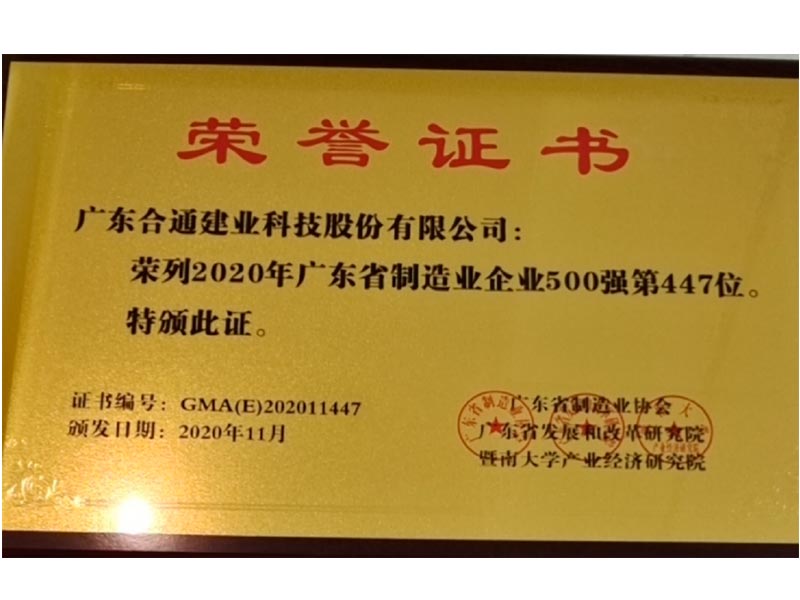 荣誉证书
广东合通建业科技股份有限公司：
荣列2020年广东省制造业企业500强第447位。
特颁此证。
证书编号：GMA(E)202011447
颁发日期：2020年11月
广东省制造业协会
广东省发展和改革研究院
暨南大学产业经济研究院